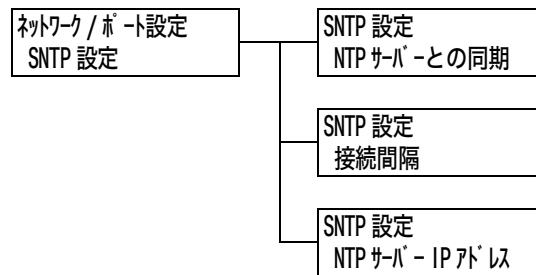 ﾈｯﾄﾜｰｸ / ﾎﾟｰﾄ設定
SNTP 設定
SNTP 設定
NTP ｻｰﾊﾞｰとの同期
SNTP 設定
接続間隔
SNTP 設定
NTP ｻｰﾊﾞｰ IP ｱﾄﾞﾚｽ